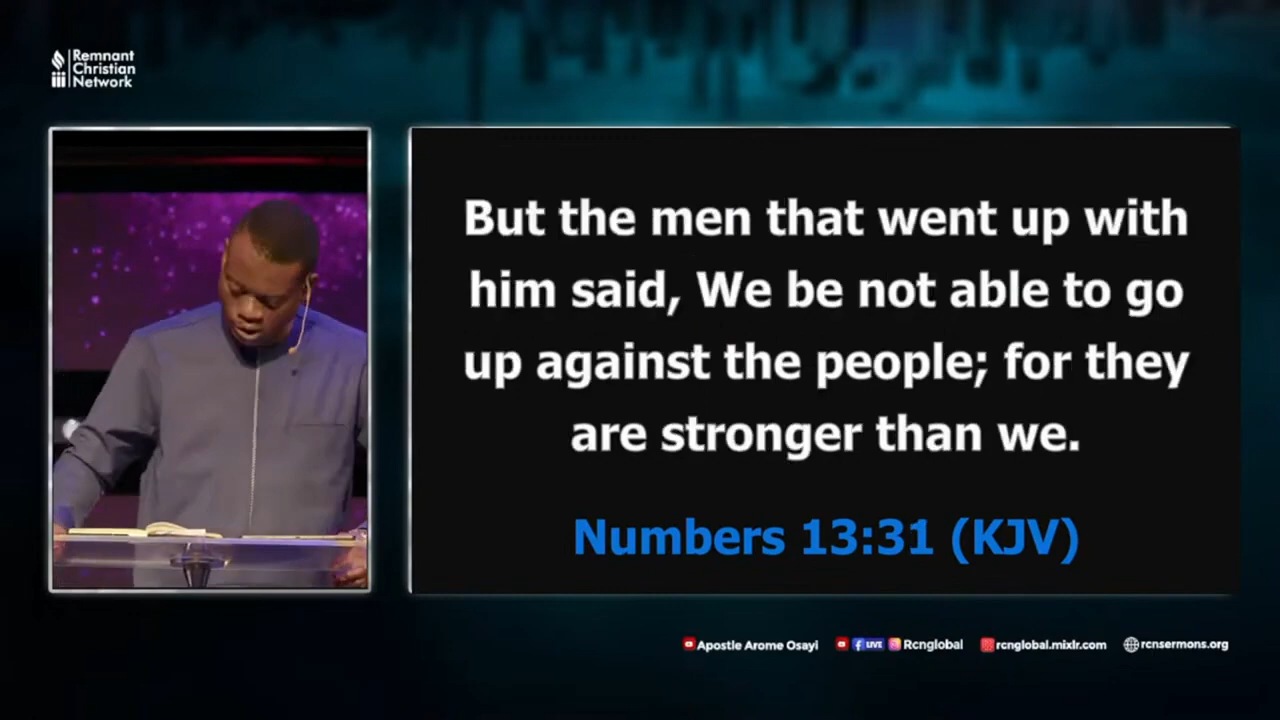 Remnant
Christian
Network
But the men that went up with
him said, We be not able to go
up against the people; for they
are stronger than we.
Numbers 13:31 (KJV)
Apostle Arome Osayi
LIVE Rcnglobal
rcnglobal.mixlr.com
rcnsermons.org